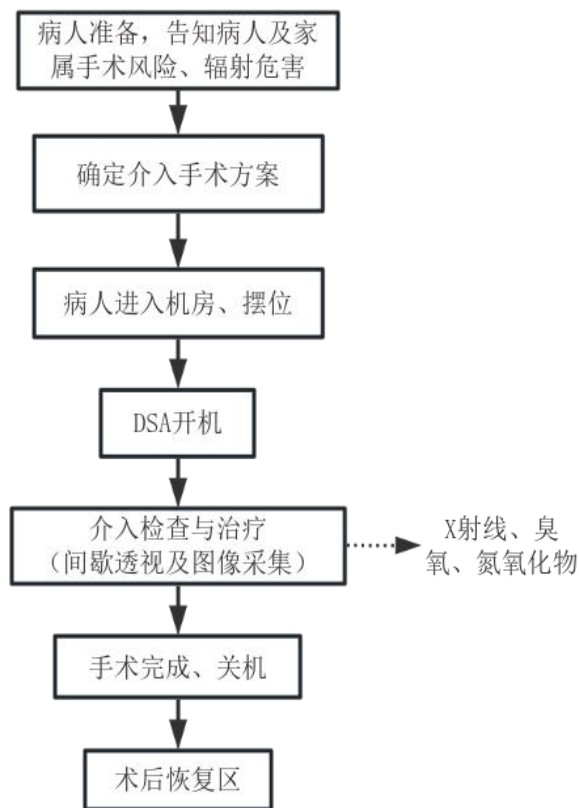 病人准备，告知病人及家
属手术风险、辐射危害
确定介入手术方案
病人进入机房、摆位
DSA开机
介入检查与治疗
（间歇透视及图像采集）
X射线、臭
氧、氮氧化物
手术完成、关机
术后恢复区